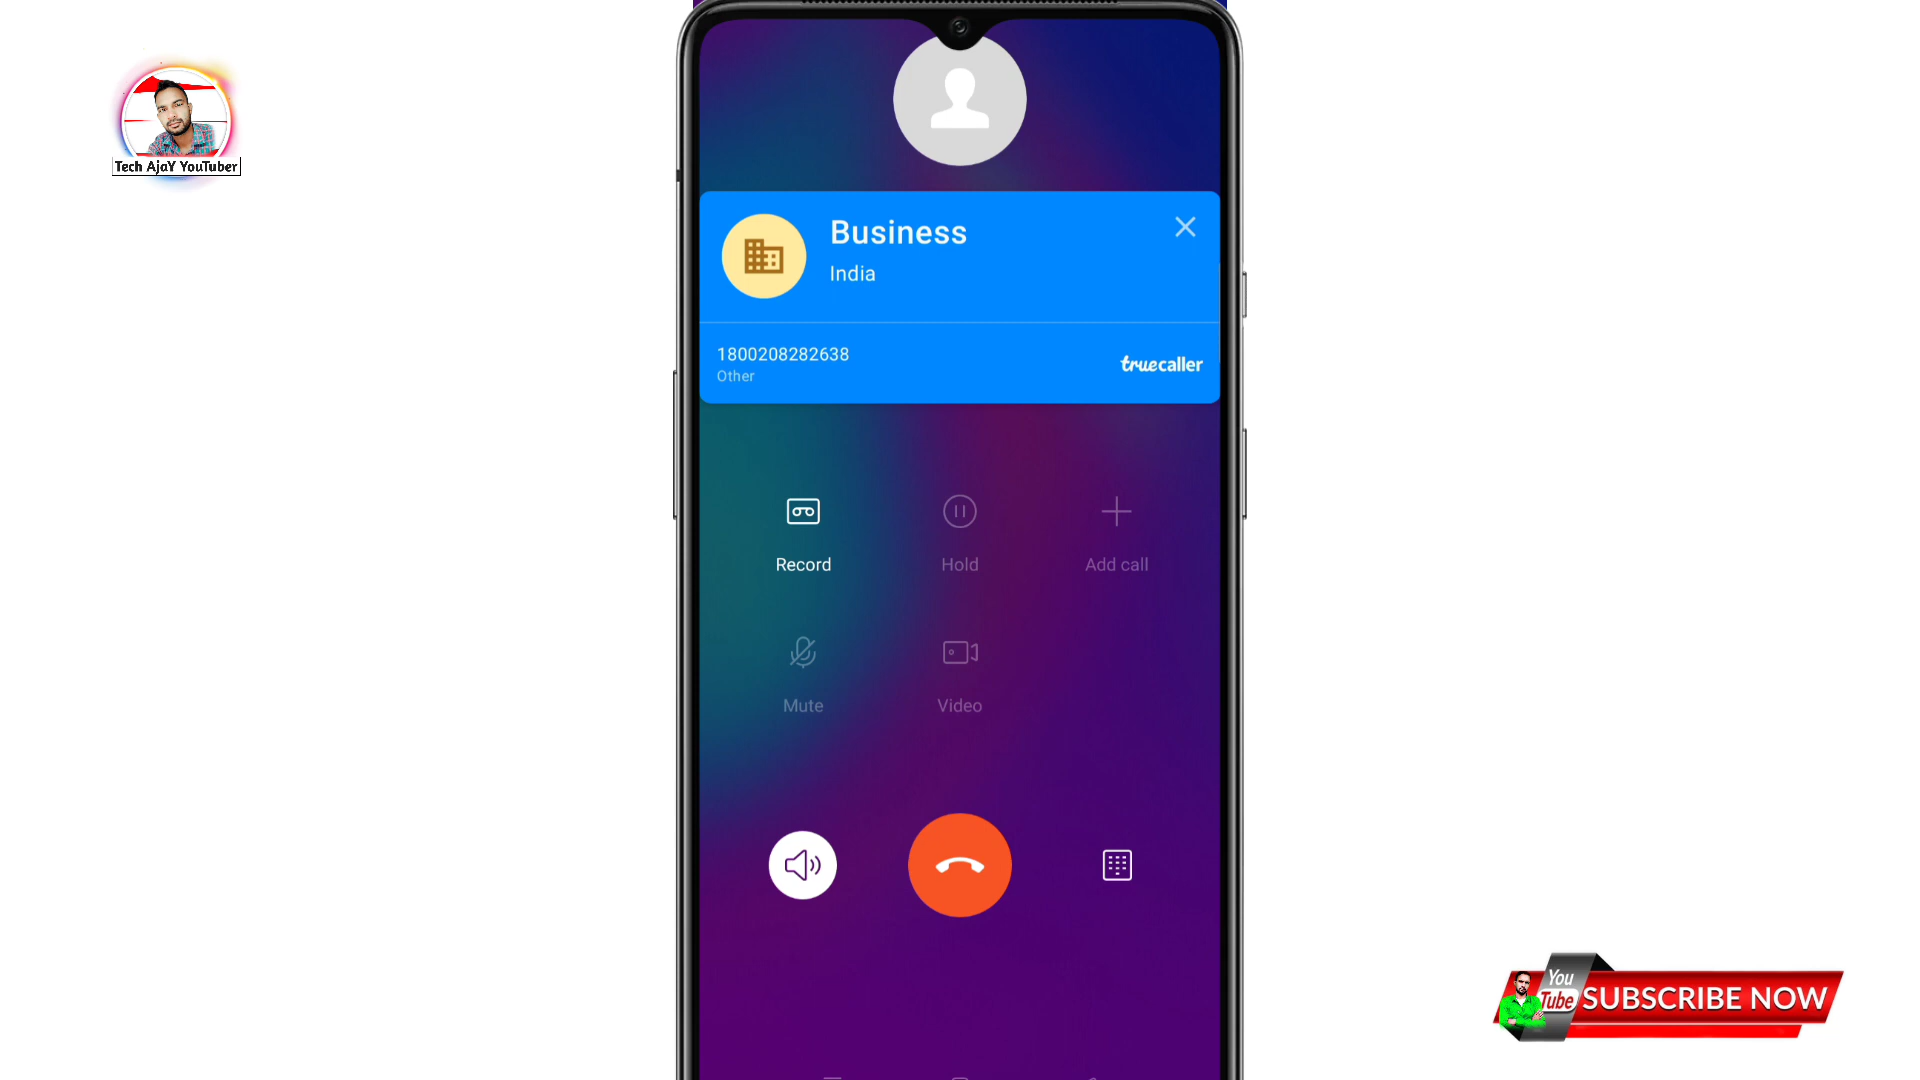 Tech AjaY YouTuber
Business
India
1800208282638
Other
truecaller
Record
Hold
Add call
Mute
Video
You
Tube
SUBSCRIBE NOW